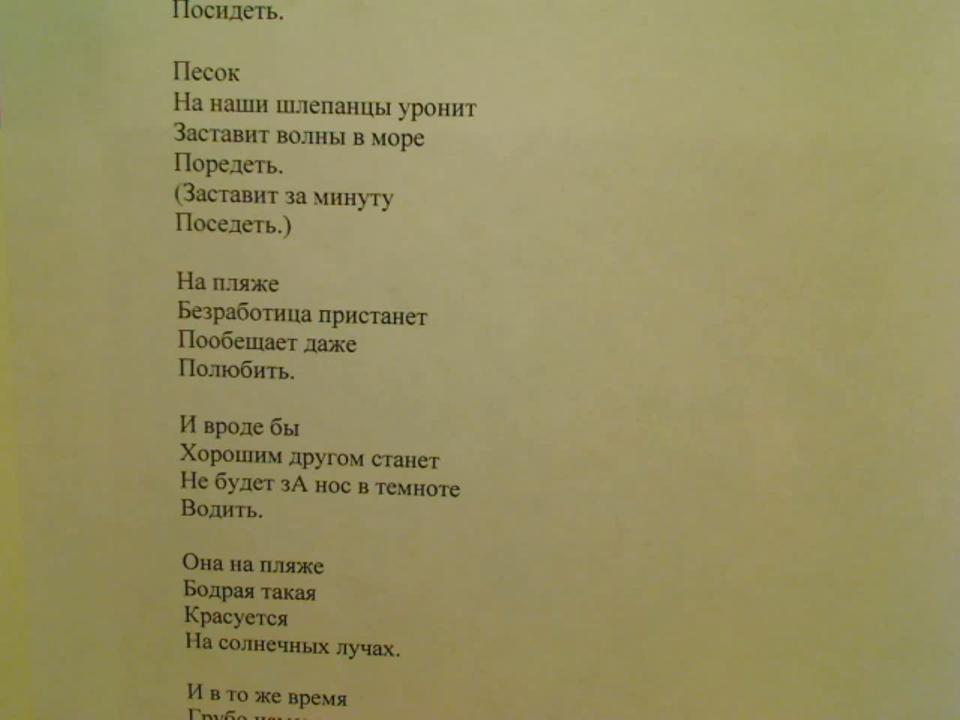 Посидеть.
Песок
На наши шлепанцы уронит
Заставит волны в море
Поредеть.
(Заставит за минуту
Поседеть.)
На пляже
Безработица пристанет
Пообещает даже
Полюбить.
И вроде бы
Хорошим другом станет
Не будет зА нос в темноте
Водить.
Она на пляже
Бодрая такая
Красуется
На солнечных лучах.
И в то же время